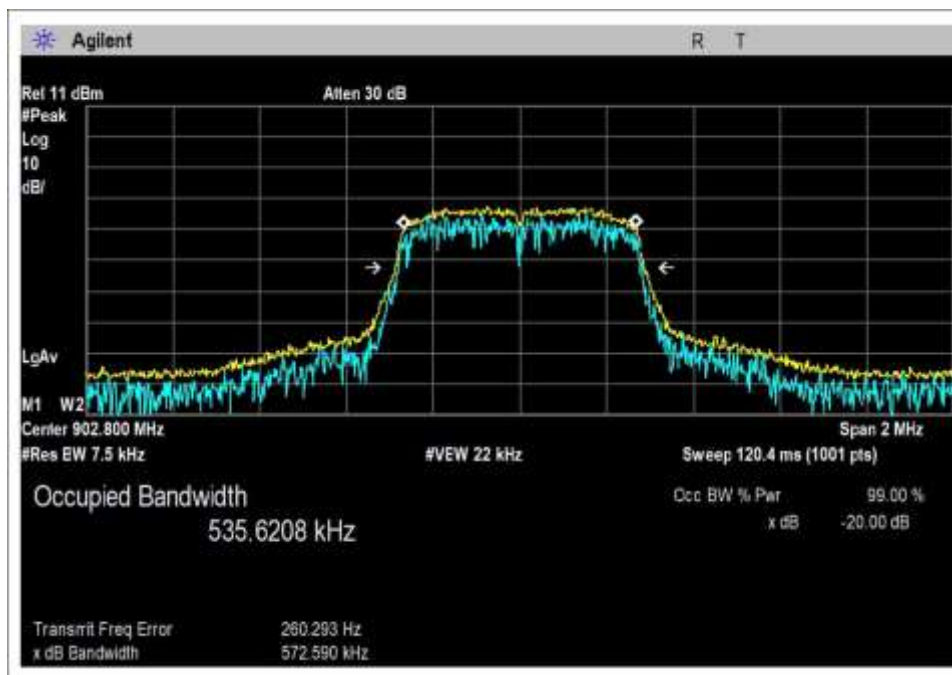 Agilent R T
Ref 11 dBm Atten 30 dB
#Peak
Log
10
dB/
LgAv
M1 W2
Center 902.800 MHz Span 2 MHz
#Res BW 7.5 kHz #VBW 22 kHz Sweep 120.4 ms (1001 pts)
Occupied Bandwidth Occ BW % Pwr 99.00 %
535.6208 kHz x dB -20.00 dB
Transmit Freq Error 260.293 Hz
x dB Bandwidth 572.590 kHz